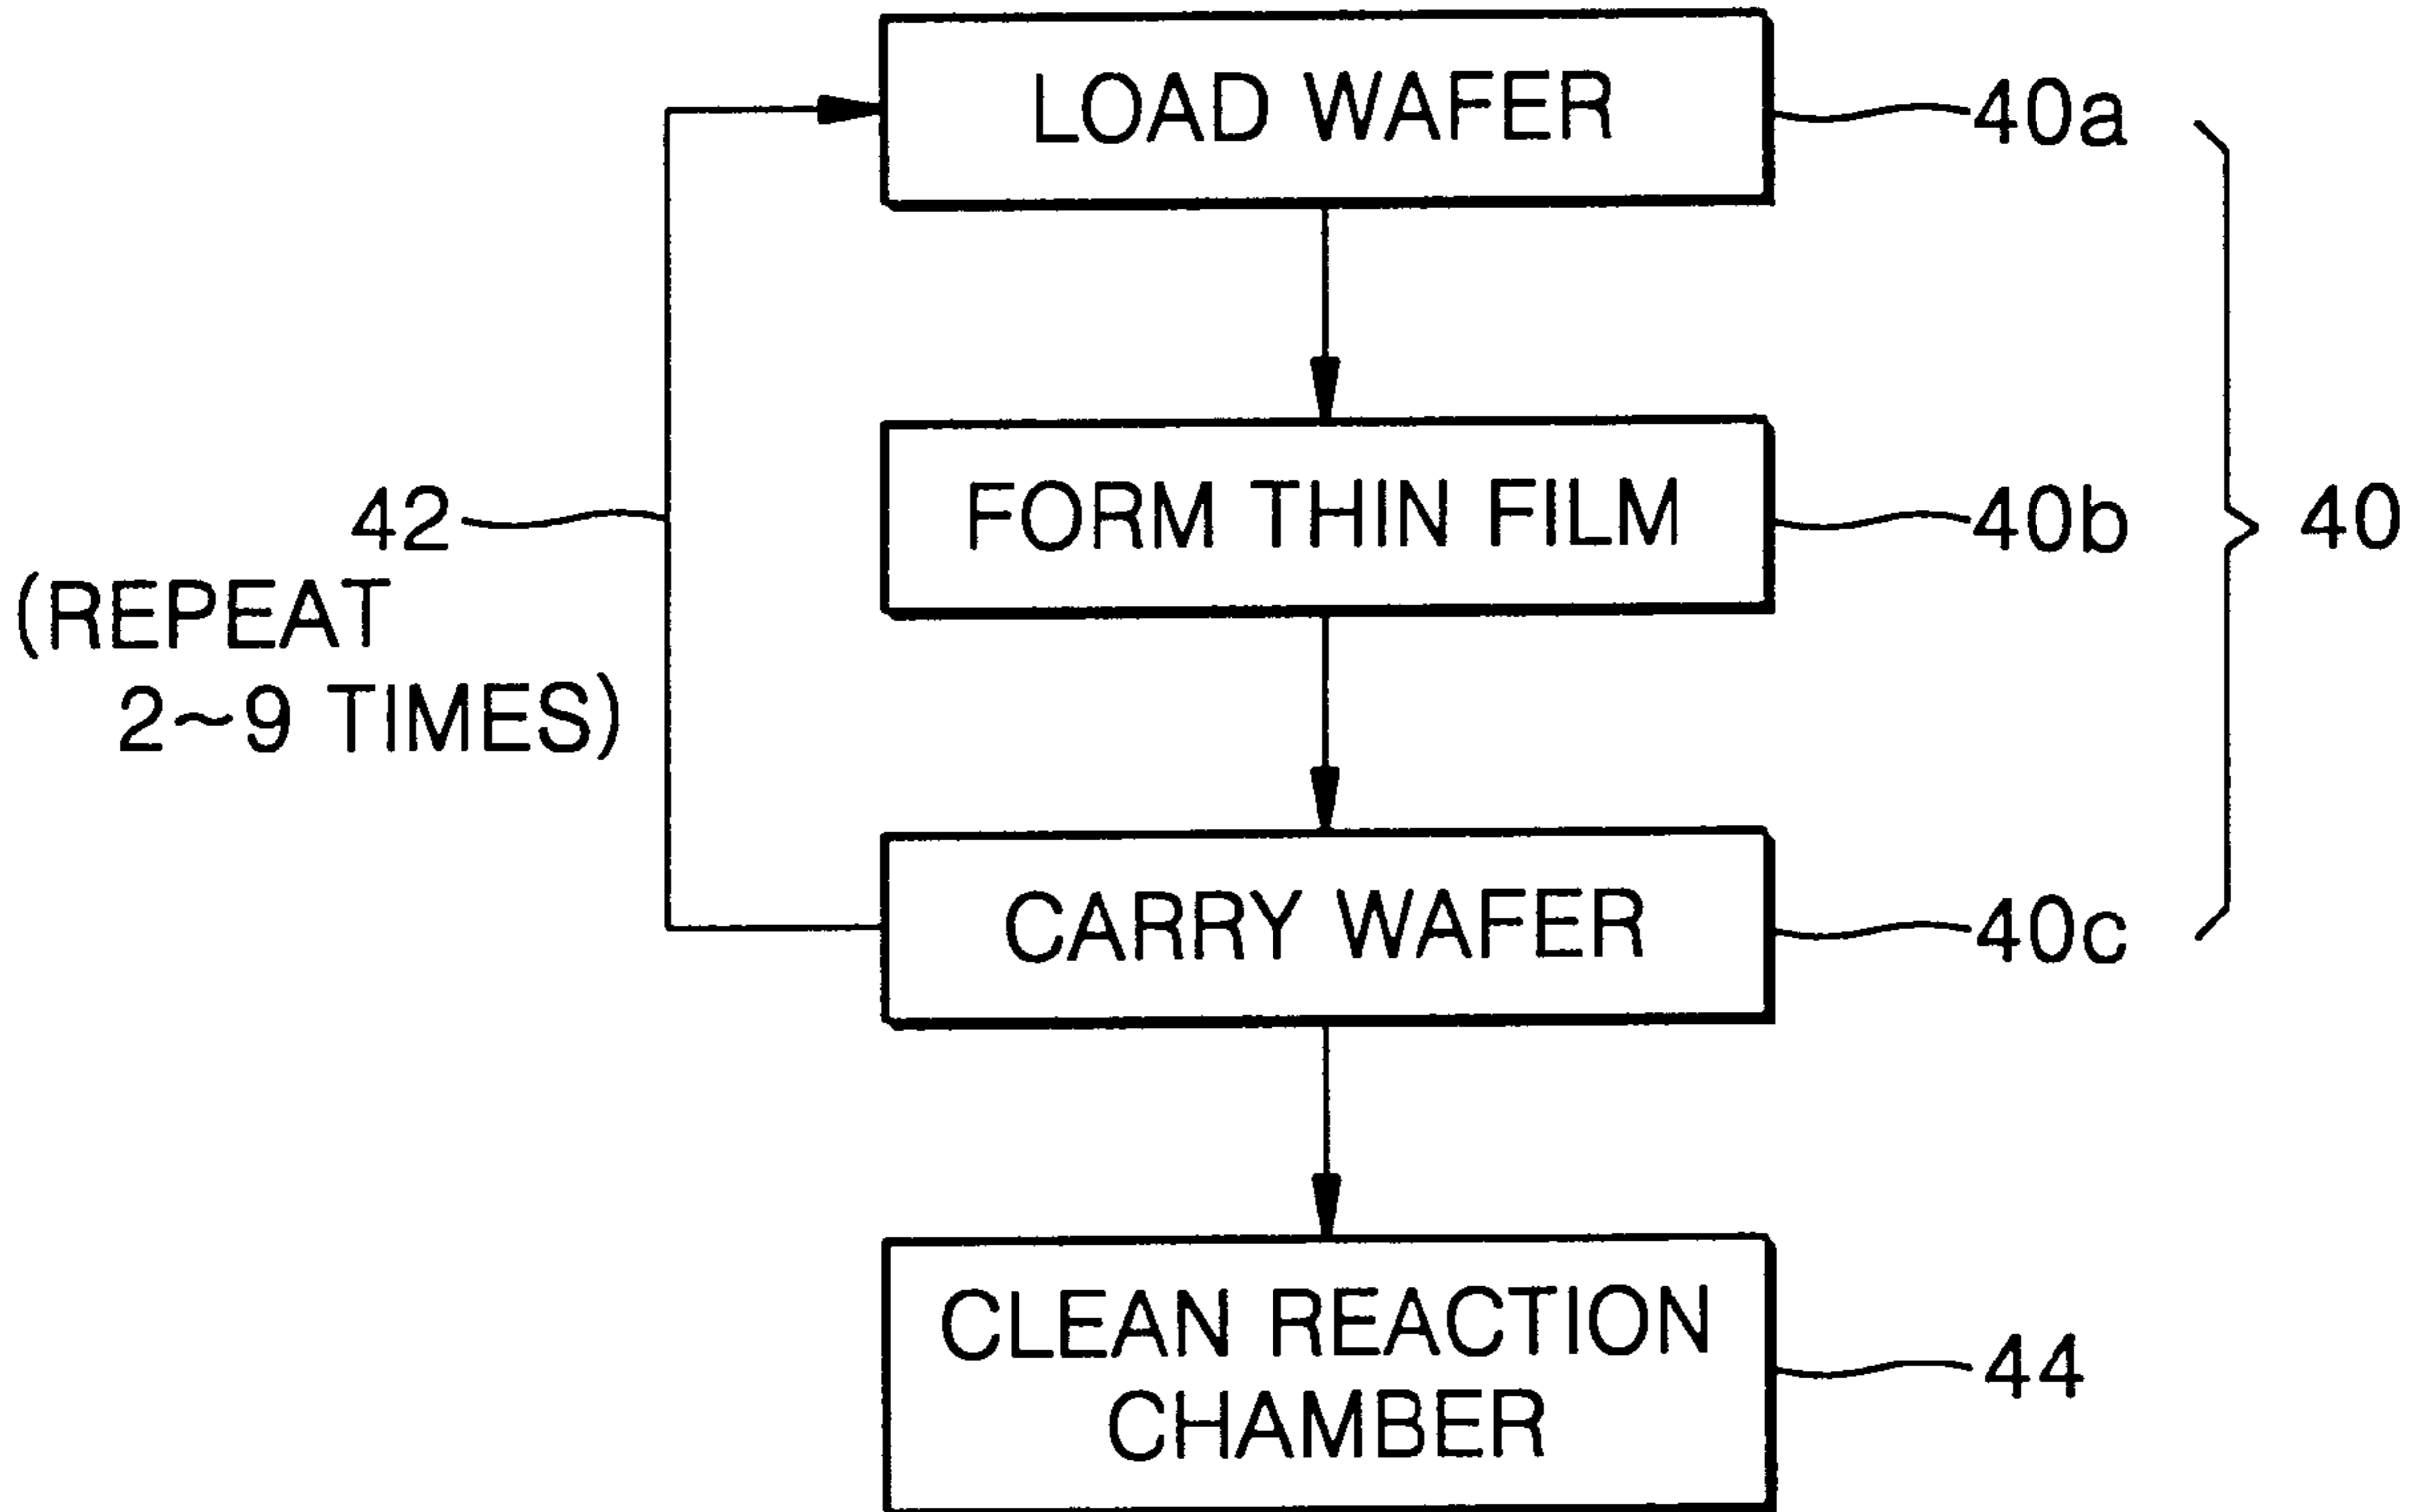 LOAD WAFER
40a
FORM THIN FILM
40b
40
42
(REPEAT
2~9 TIMES)
CARRY WAFER
40c
CLEAN REACTION
CHAMBER
44